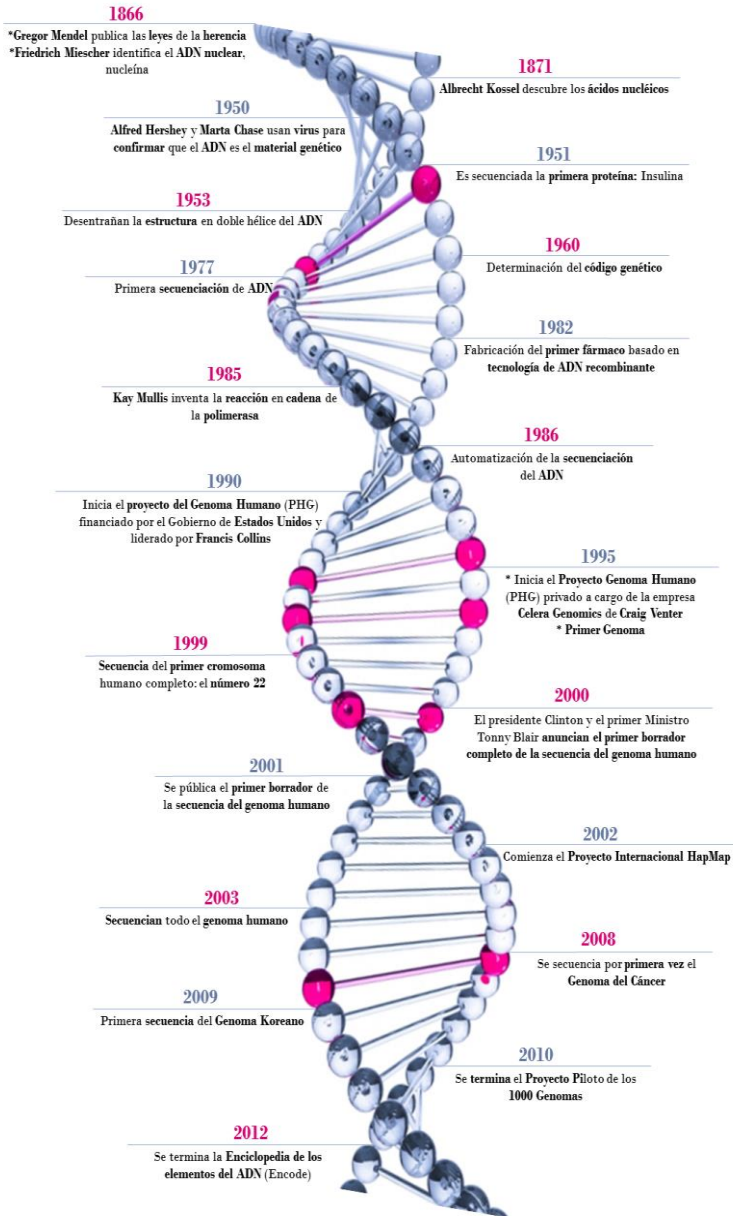 1866
*Gregor Mendel publica las leyes de la herencia
*Friedrich Miescher identifica el ADN nuclear,
nucleína
1871
Albrecht Kossel descubre los ácidos nucléicos
1950
Alfred Hershey y Marta Chase usan virus para
confirmar que el ADN es el material genético
1951
Es secuenciada la primera proteína: Insulina
1953
Desentrañan la estructura en doble hélice del ADN
1960
Determinación del código genético
1977
Primera secuenciación de ADN
1982
Fabricación del primer fármaco basado en
tecnología de ADN recombinante
1985
Kay Mullis inventa la reacción en cadena de
la polimerasa
1986
Automatización de la secuenciación
del ADN
1990
Inicia el proyecto del Genoma Humano (PHG)
financiado por el Gobierno de Estados Unidos y
liderado por Francis Collins
1995
* Inicia el Proyecto Genoma Humano
(PHG) privado a cargo de la empresa
Celera Genomics de Craig Venter
* Primer Genoma
1999
Secuencia del primer cromosoma
humano completo: el número 22
2000
El presidente Clinton y el primer Ministro
Tonny Blair anuncian el primer borrador
completo de la secuencia del genoma humano
2001
Se pública el primer borrador de
la secuencia del genoma humano
2002
Comienza el Proyecto Internacional HapMap
2003
Secuencian todo el genoma humano
2008
Se secuencia por primera vez el
Genoma del Cáncer
2009
Primera secuencia del Genoma Koreano
2010
Se termina el Proyecto Piloto de los
1000 Genomas
2012
Se termina la Enciclopedia de los
elementos del ADN (Encode)